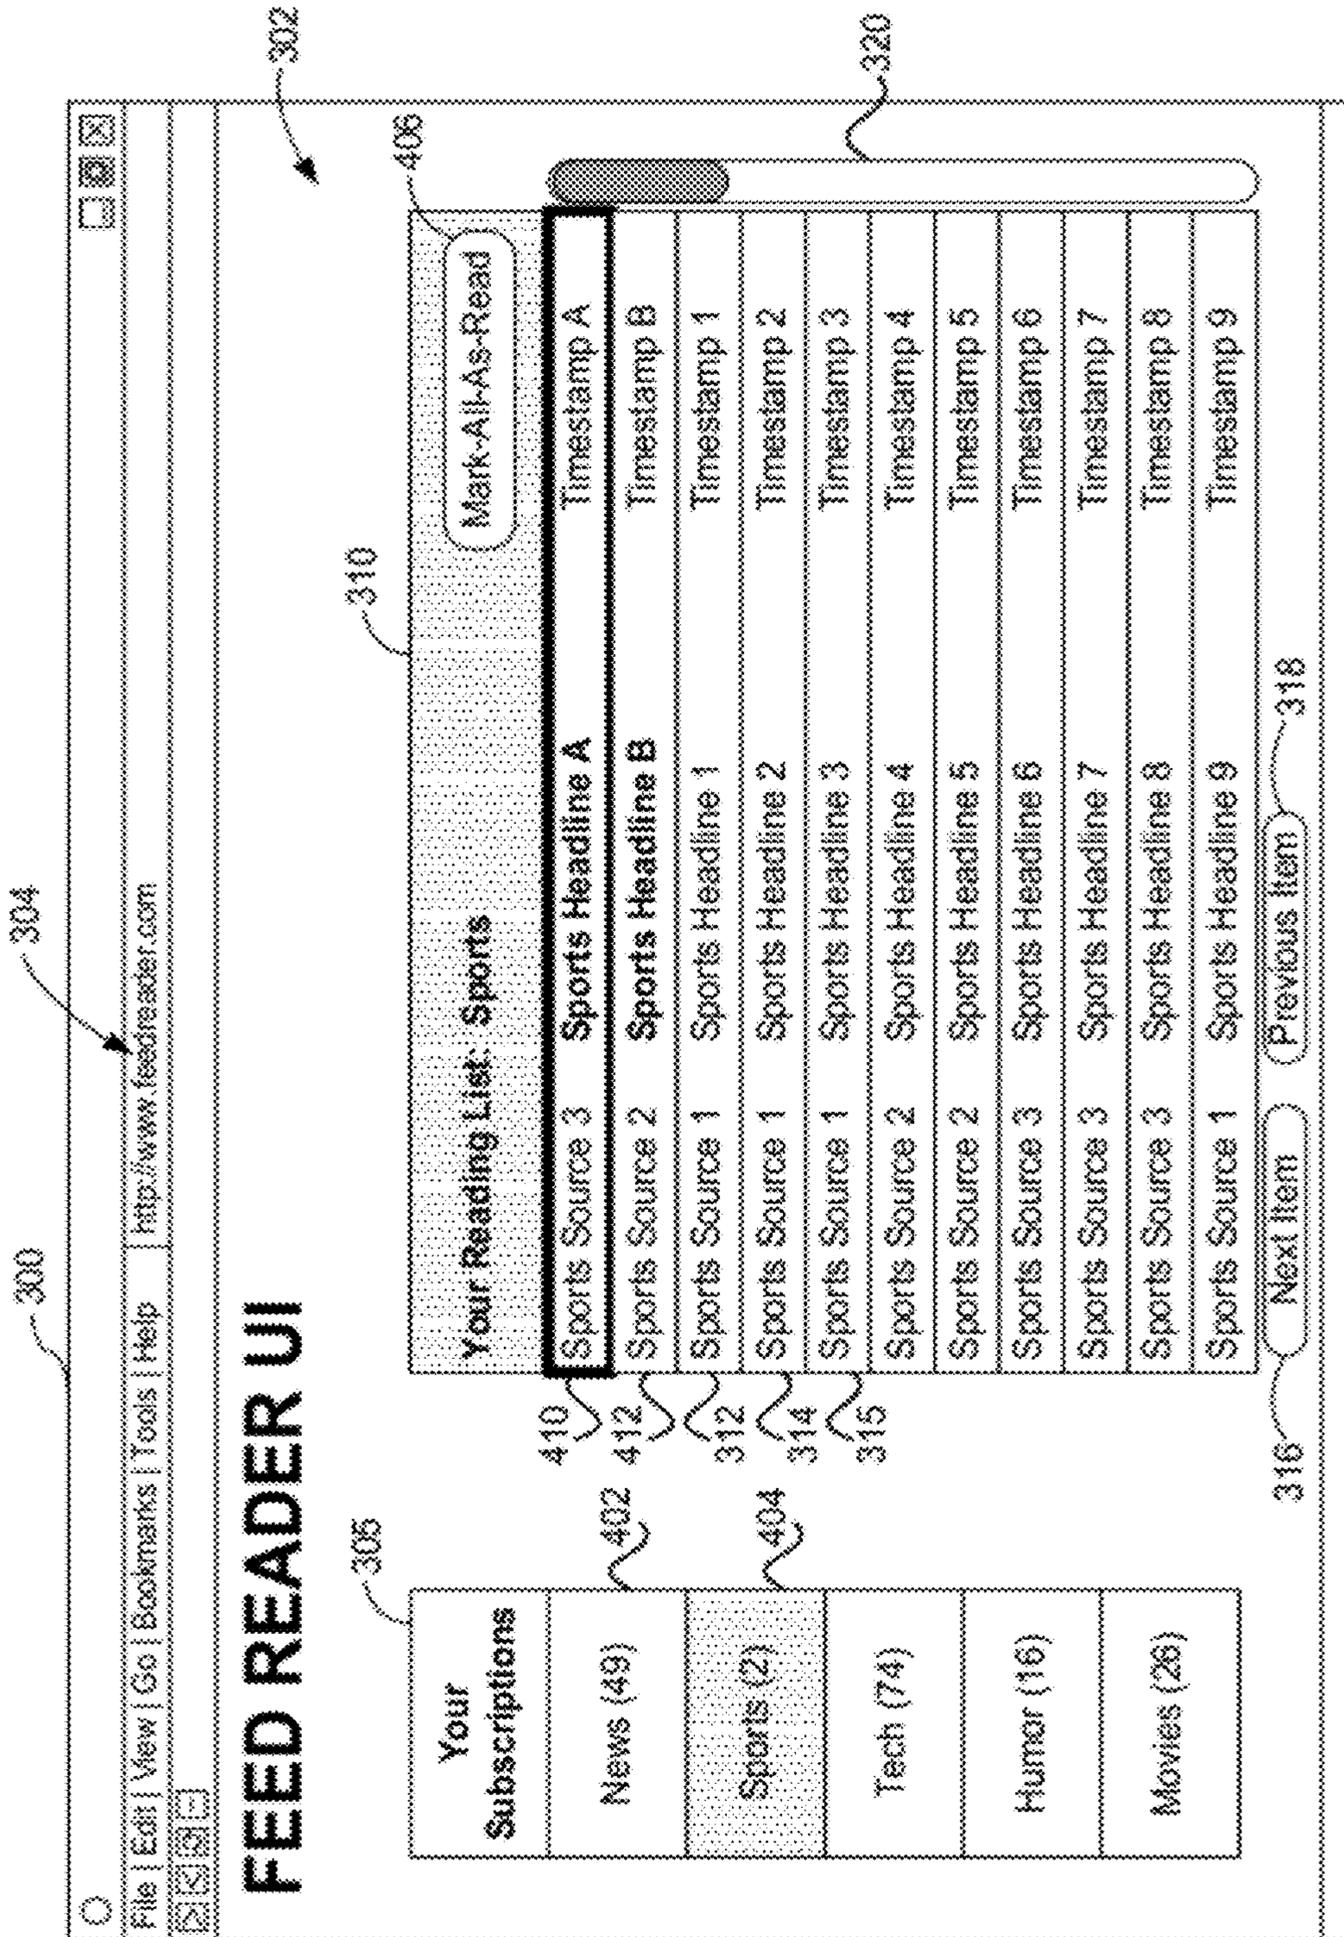 300
304
302
File | Edit | View | Go | Bookmarks | Tools | Help
http://www.feedreader.com
FEED READER UI
305
310
406
Your
Subscriptions
News (49)
Sports (2)
Tech (74)
Humor (16)
Movies (26)
402
404
Your Reading List: Sports
Mark-All-As-Read
410
Sports Source 3 Sports Headline A Timestamp A
412
Sports Source 2 Sports Headline B Timestamp B
312
Sports Source 1 Sports Headline 1 Timestamp 1
314
Sports Source 1 Sports Headline 2 Timestamp 2
315
Sports Source 1 Sports Headline 3 Timestamp 3
Sports Source 2 Sports Headline 4 Timestamp 4
Sports Source 2 Sports Headline 5 Timestamp 5
Sports Source 3 Sports Headline 6 Timestamp 6
Sports Source 3 Sports Headline 7 Timestamp 7
Sports Source 3 Sports Headline 8 Timestamp 8
Sports Source 1 Sports Headline 9 Timestamp 9
320
316
Next Item
Previous Item
318